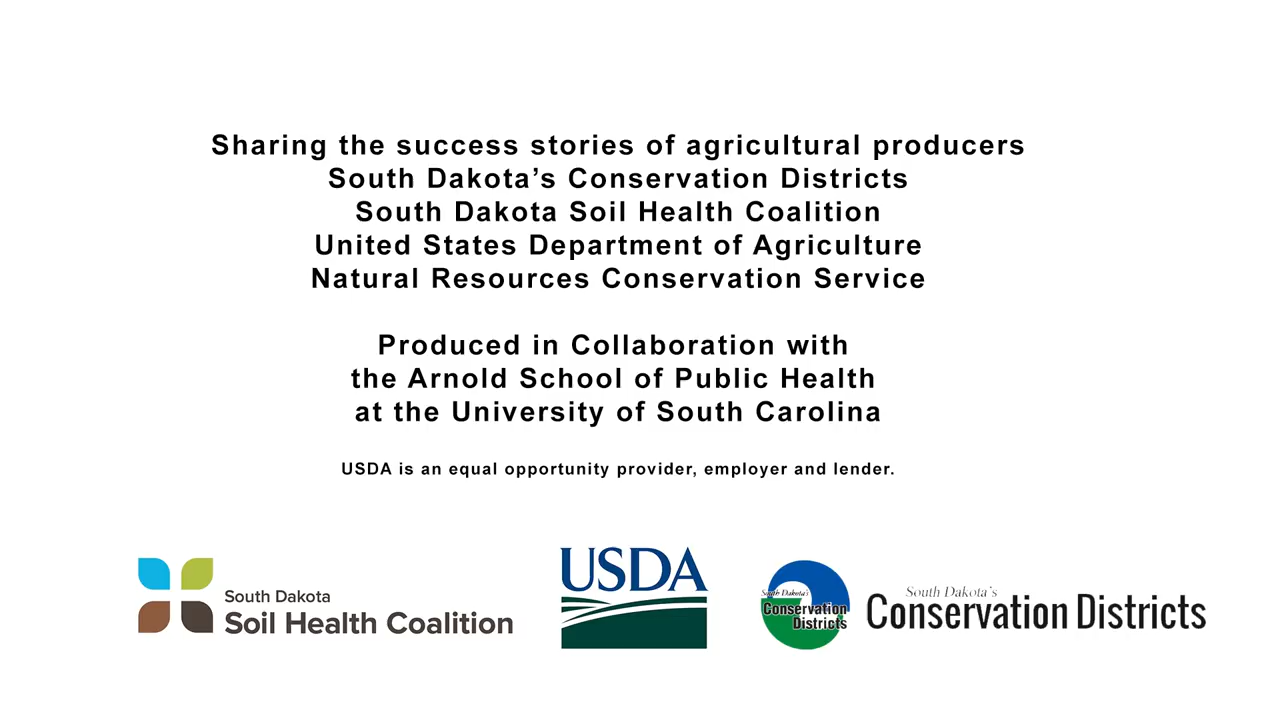 Sharing the success stories of agricultural producers
South Dakota’s Conservation Districts
South Dakota Soil Health Coalition
United States Department of Agriculture
Natural Resources Conservation Service
Produced in Collaboration with
the Arnold School of Public Health
at the University of South Carolina
USDA is an equal opportunity provider, employer and lender.
South Dakota
Soil Health Coalition
USDA
South Dakota's
Conservation
Districts
South Dakota's
Conservation Districts